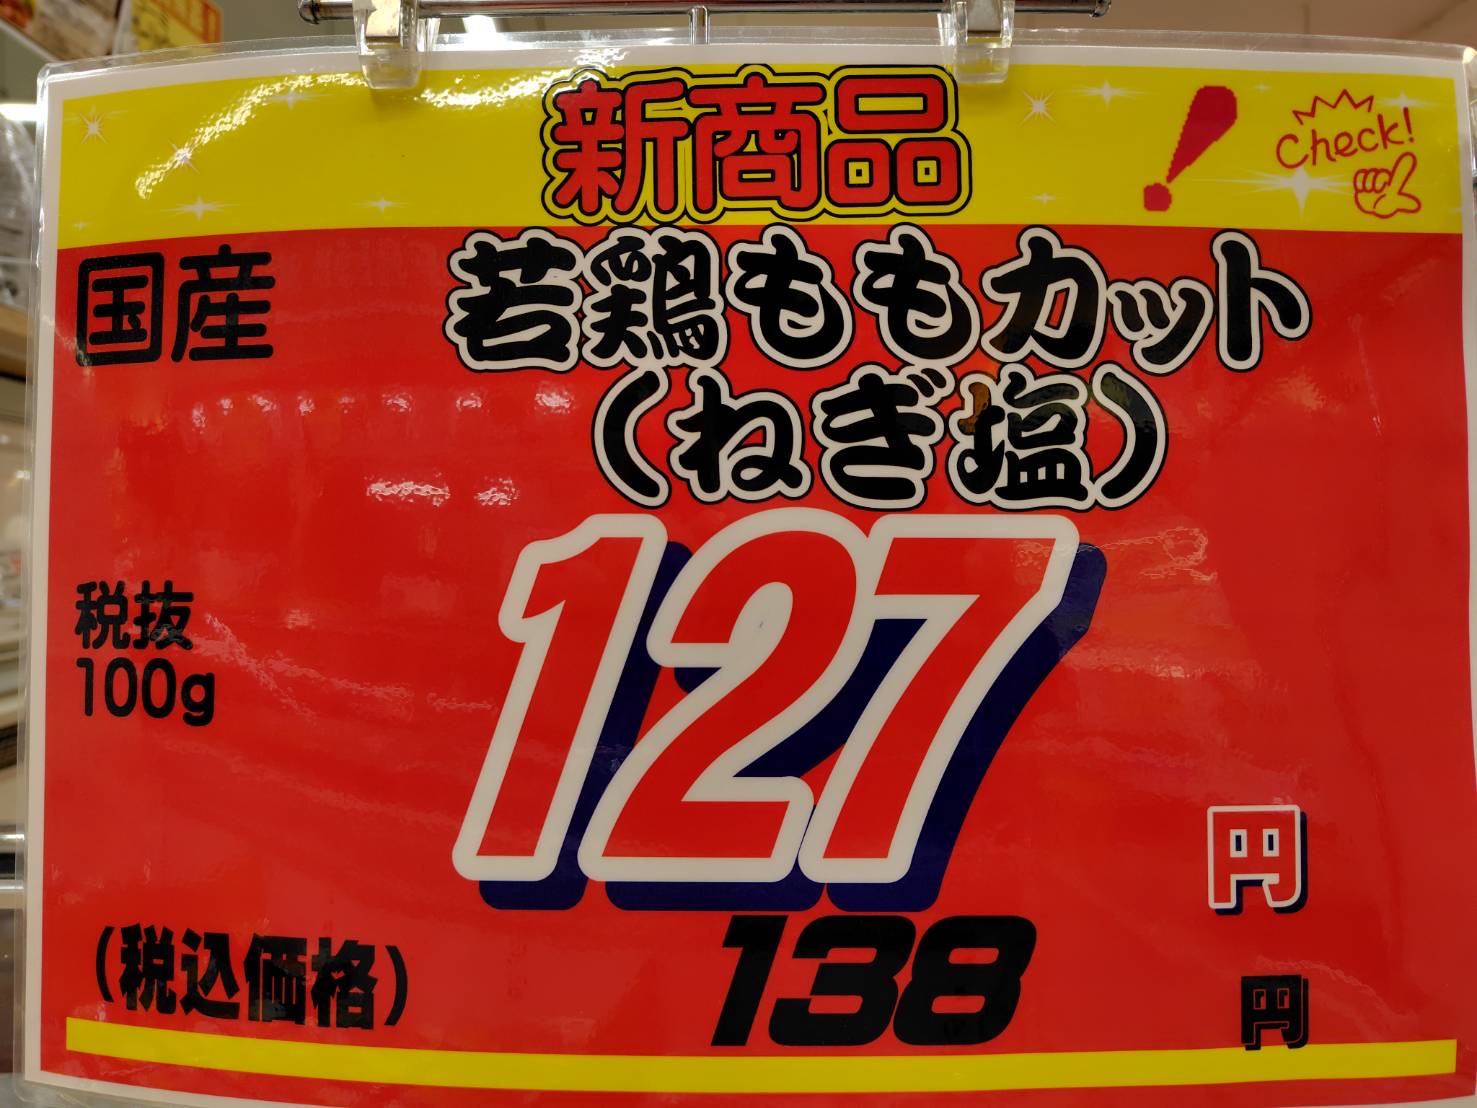 新商品
Check!
国産
若鶏ももカット
(ねぎ塩)
税抜
100g
127
円
(税込価格)
138
円